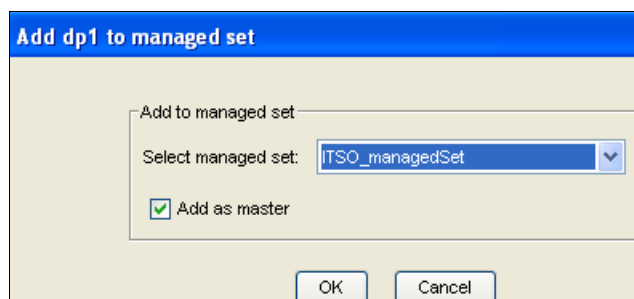 Add dp1 to managed set
Add to managed set
Select managed set: ITSO_managedSet
Add as master
OK Cancel